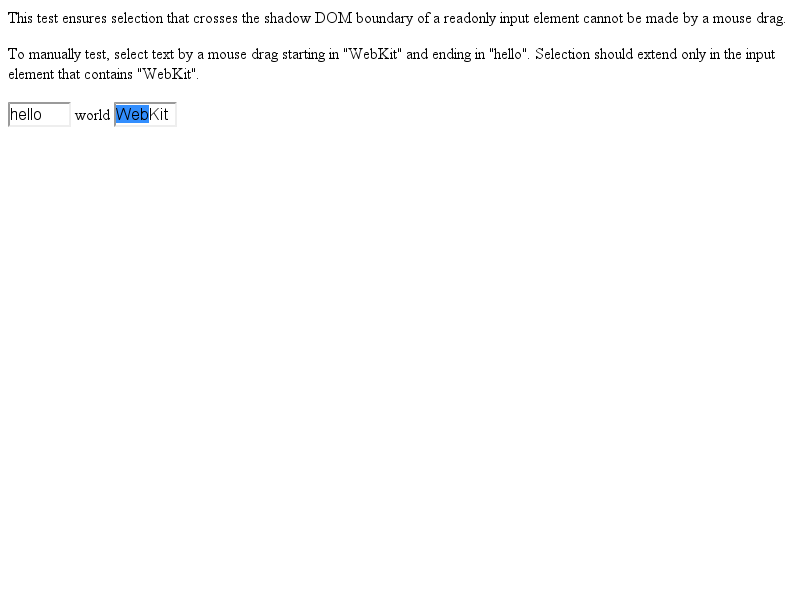 This test ensures selection that crosses the shadow DOM boundary of a readonly input element cannot be made by a mouse drag.
To manually test, select text by a mouse drag starting in "WebKit" and ending in "hello". Selection should extend only in the input
element that contains "WebKit".
hello world WebKit